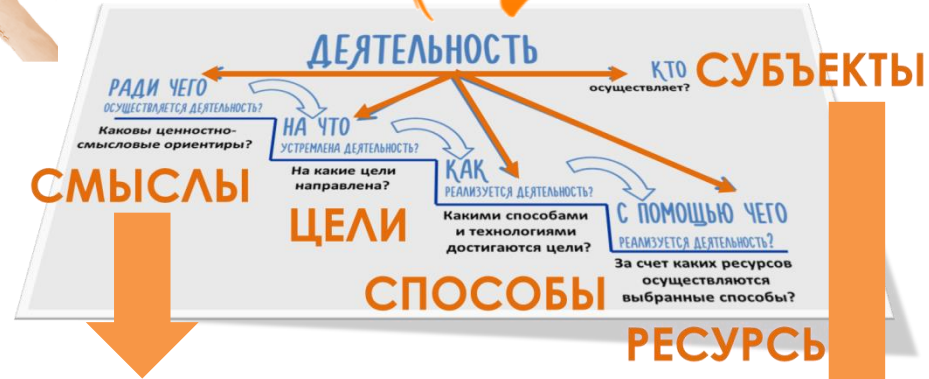 ДЕЯТЕЛЬНОСТЬ
РАДИ ЧЕГО
ОСУЩЕСТВЛЯЕТСЯ ДЕЯТЕЛЬНОСТЬ?
Каковы ценностно-
смысловые ориентиры?
СМЫСЛЫ
НА ЧТО
УСТРЕМЛЕНА ДЕЯТЕЛЬНОСТЬ?
На какие цели
направлена?
ЦЕЛИ
КАК
РЕАЛИЗУЕТСЯ ДЕЯТЕЛЬНОСТЬ?
Какими способами
и технологиями
достигаются цели?
СПОСОБЫ
С ПОМОЩЬЮ ЧЕГО
РЕАЛИЗУЕТСЯ ДЕЯТЕЛЬНОСТЬ?
За счет каких ресурсов
осуществляются
выбранные способы?
РЕСУРСЫ
КТО
осуществляет?
СУБЪЕКТЫ